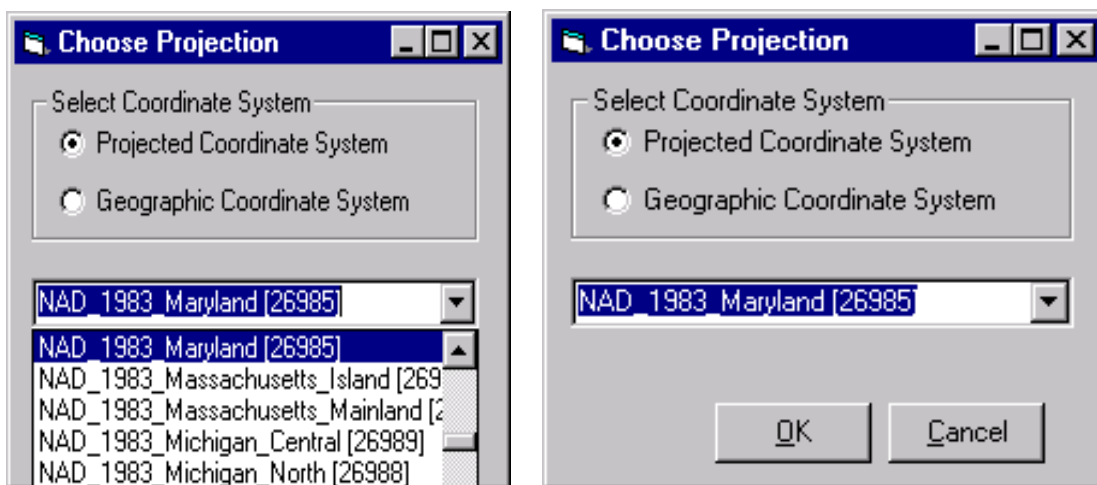 Choose Projection
Select Coordinate System
Projected Coordinate System
Geographic Coordinate System
NAD_1983_Maryland [26985]
NAD_1983_Maryland [26985]
NAD_1983_Massachusetts_Island [269
NAD_1983_Massachusetts_Mainland [2
NAD_1983_Michigan_Central [26989]
NAD_1983_Michigan_North [26988]
Choose Projection
Select Coordinate System
Projected Coordinate System
Geographic Coordinate System
NAD_1983_Maryland [26985]
OK Cancel